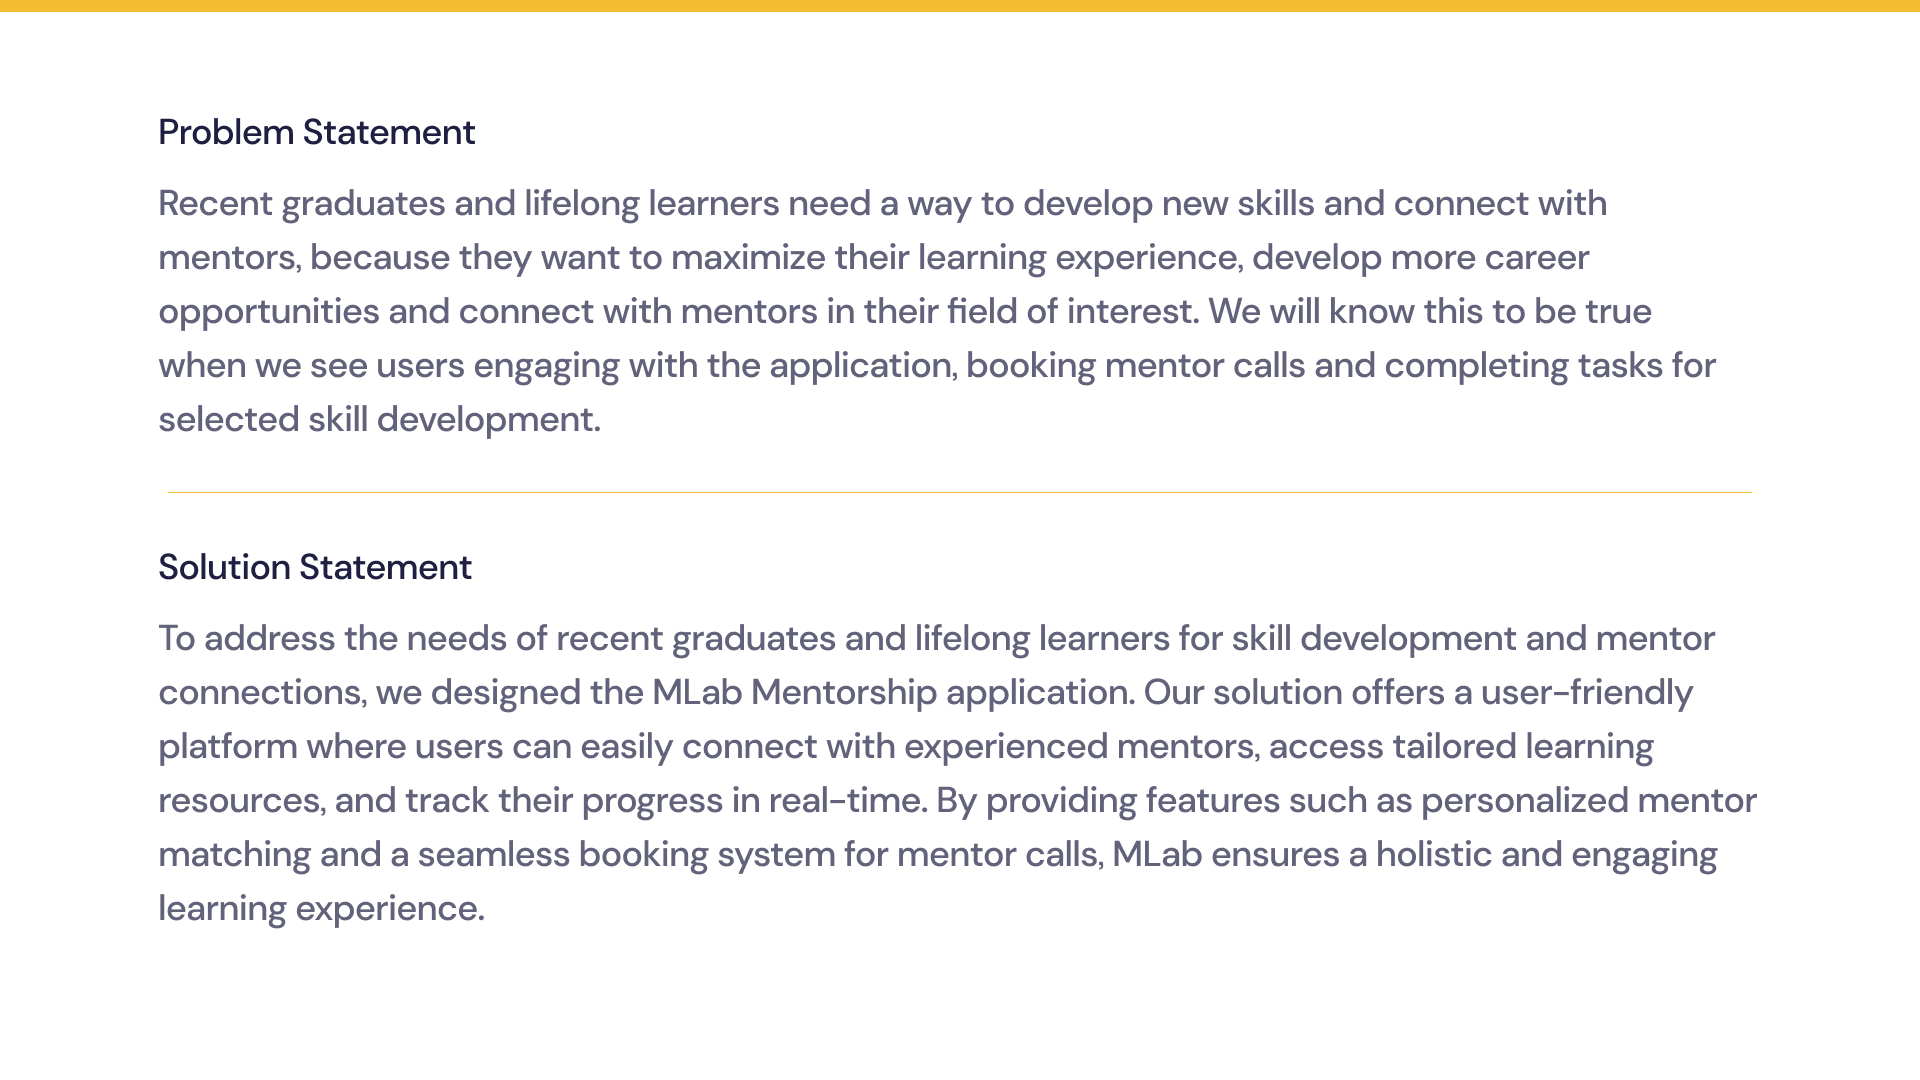 Problem Statement
Recent graduates and lifelong learners need a way to develop new skills and connect with
mentors, because they want to maximize their learning experience, develop more career
opportunities and connect with mentors in their field of interest. We will know this to be true
when we see users engaging with the application, booking mentor calls and completing tasks for
selected skill development.
Solution Statement
To address the needs of recent graduates and lifelong learners for skill development and mentor
connections, we designed the MLab Mentorship application. Our solution offers a user-friendly
platform where users can easily connect with experienced mentors, access tailored learning
resources, and track their progress in real-time. By providing features such as personalized mentor
matching and a seamless booking system for mentor calls, MLab ensures a holistic and engaging
learning experience.